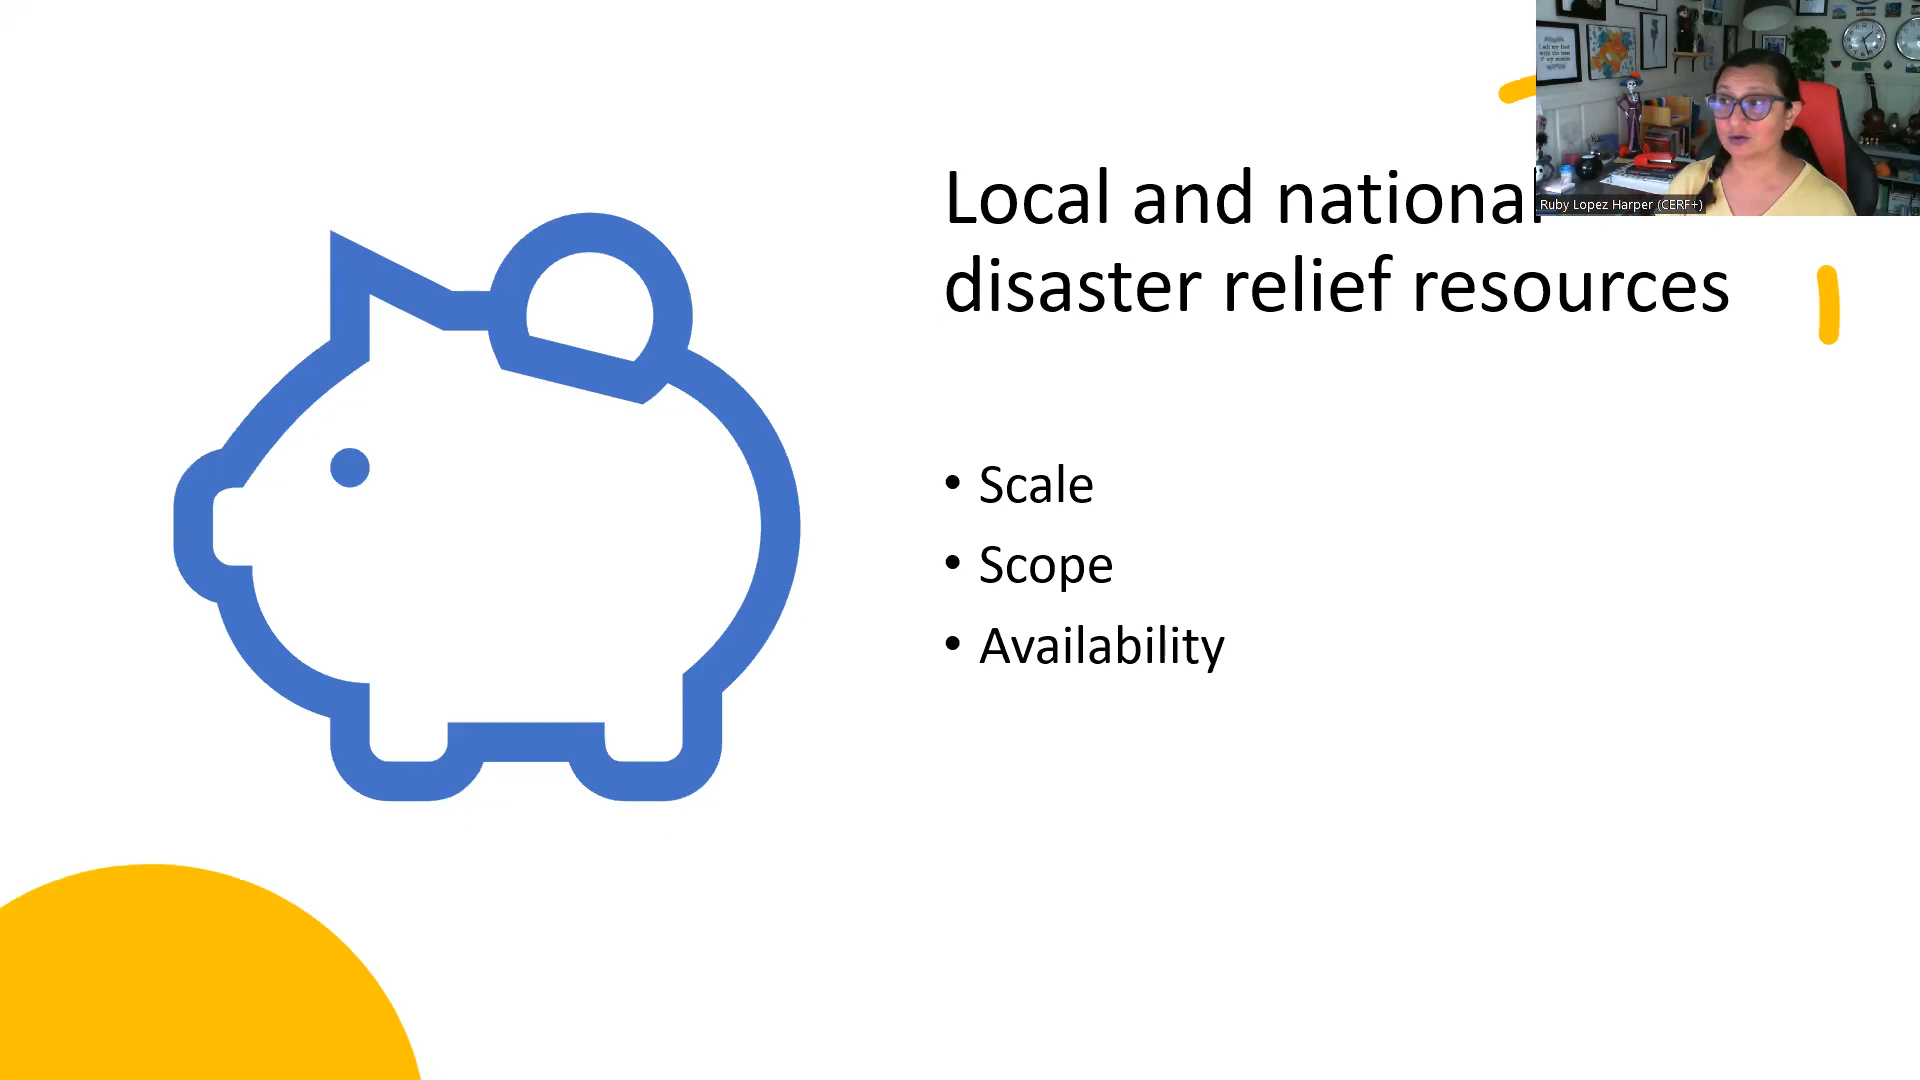 Local and national
disaster relief resources
• Scale
• Scope
• Availability
Ruby Lopez Harper (CERF+)